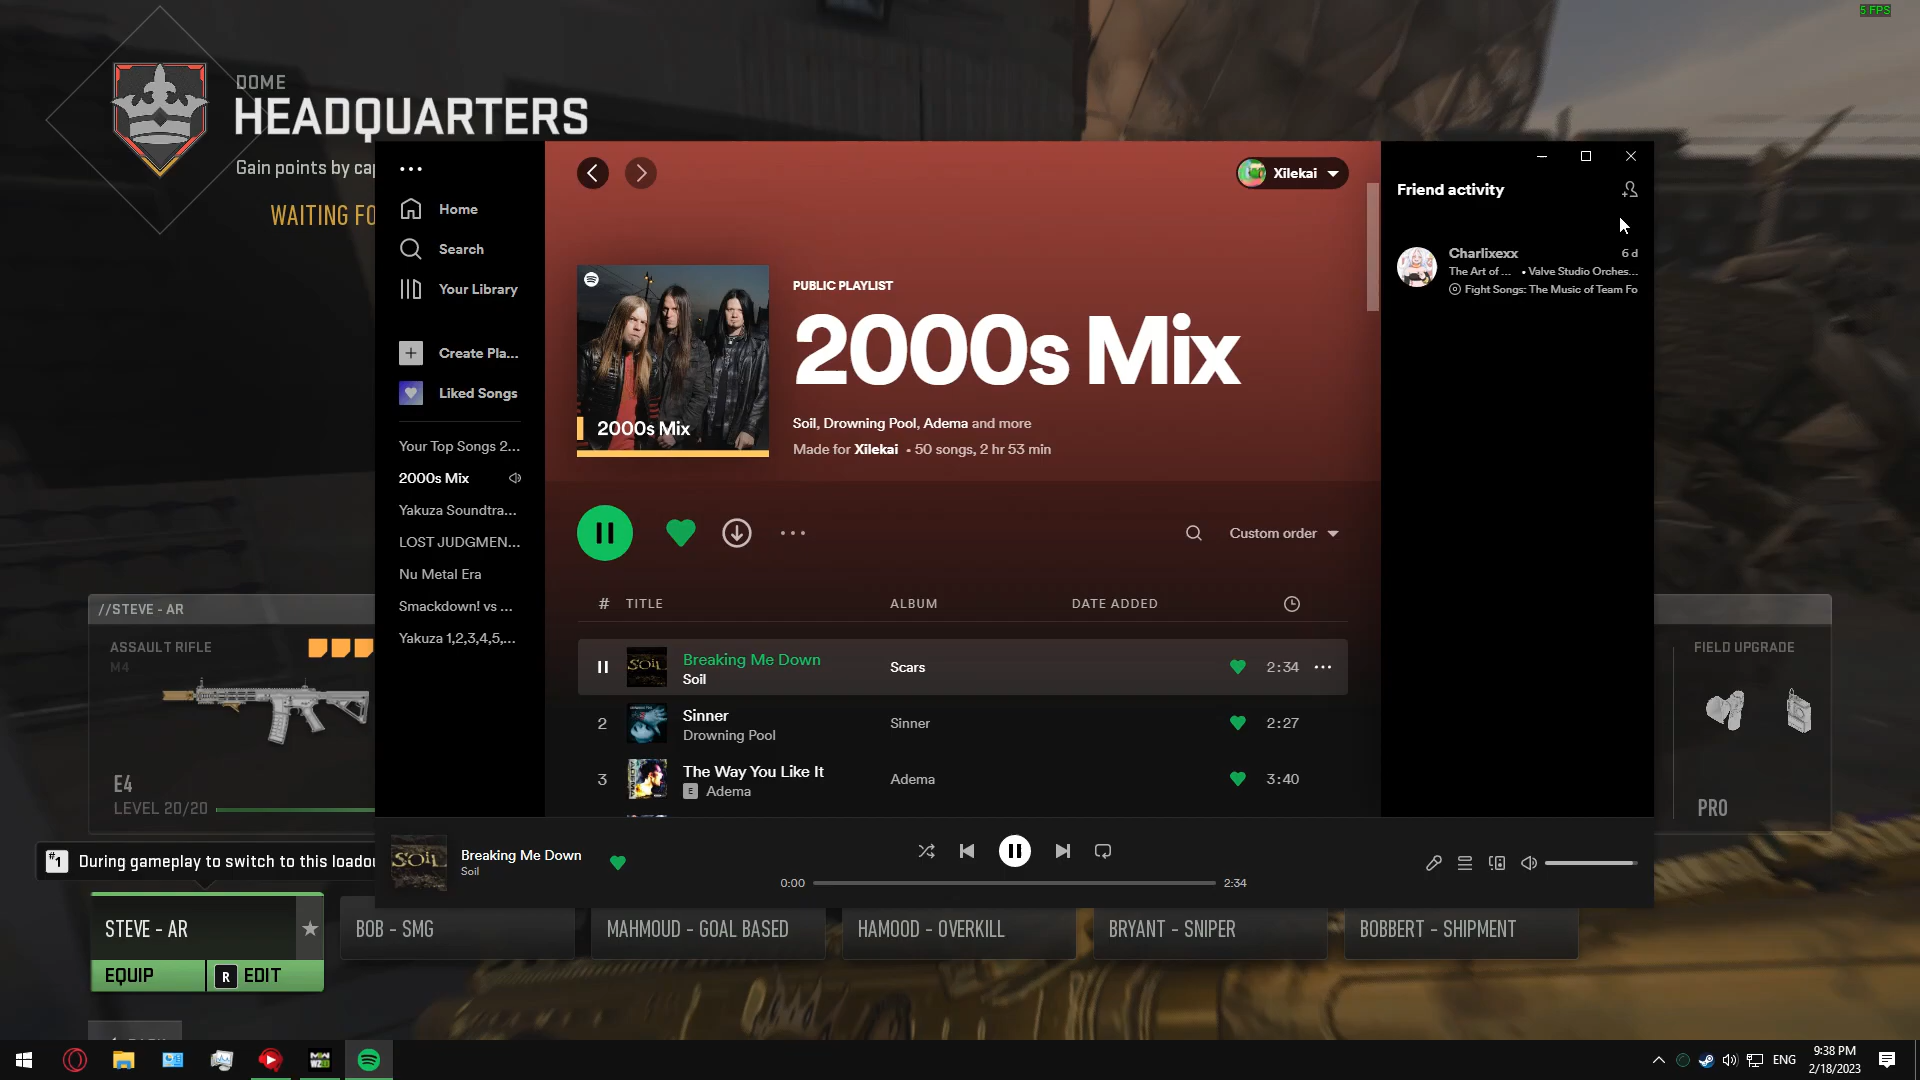 5 FPS
DOME
HEADQUARTERS
Gain points by cap
WAITING FO
Xilekai
Friend activity
Home
Search
Your Library
Create Pla...
Liked Songs
Your Top Songs 2...
2000s Mix
Yakuza Soundtra...
LOST JUDGMEN...
Nu Metal Era
Smackdown! vs ...
Yakuza 1,2,3,4,5,...
2000s Mix
PUBLIC PLAYLIST
2000s Mix
Soil, Drowning Pool, Adema and more
Made for Xilekai • 50 songs, 2 hr 53 min
Custom order
# TITLE ALBUM DATE ADDED
SOIL Breaking Me Down Scars 2:34
Soil
2 Sinner Sinner 2:27
Drowning Pool
3 The Way You Like It Adema 3:40
E Adema
Charlixexx 6 d
The Art of ... • Valve Studio Orches...
Fight Songs: The Music of Team Fo
//STEVE - AR
ASSAULT RIFLE
M4
E4
LEVEL 20/20
FIELD UPGRADE
PRO
#1 During gameplay to switch to this loadou
SOIL
Breaking Me Down
Soil
0:00 2:34
STEVE - AR
EQUIP R EDIT
BOB - SMG
MAHMOUD - GOAL BASED
HAMOOD - OVERKILL
BRYANT - SNIPER
BOBBERT - SHIPMENT
MW
WZ2
ENG
9:38 PM
2/18/2023